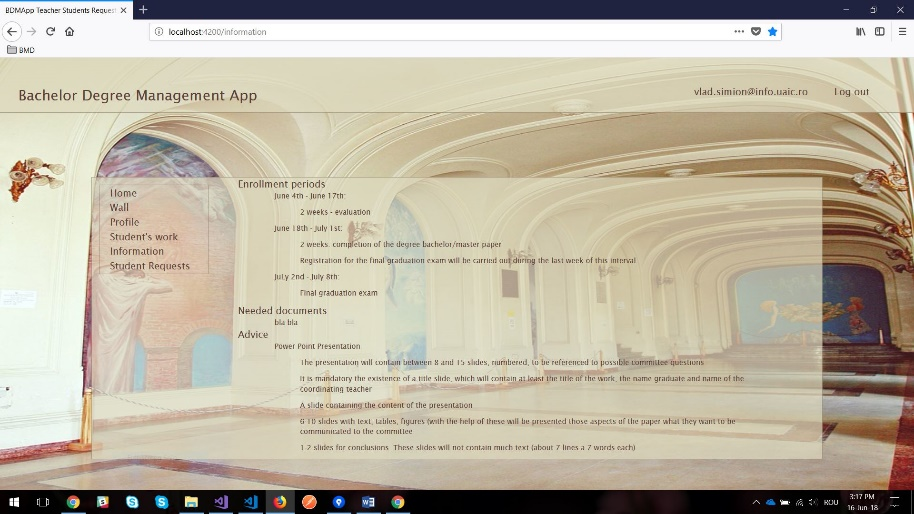 BDMApp Teacher Students Reques
localhost:4200/information
BMD
Bachelor Degree Management App
vlad.simion@info.uaic.ro
Log out
Home
Wall
Profile
Student's work
Information
Student Requests
Enrollment periods
June 4th - June 17th:
2 weeks - evaluation
June 18th - July 1st:
2 weeks: completion of the degree bachelor/master paper
Registration for the final graduation exam will be carried out during the last week of this interval
July 2nd - July 8th:
Final graduation exam
Needed documents
bla bla
Advice
Power Point Presentation
The presentation will contain between 8 and 15 slides, numbered, to be referenced to possible committee questions
It is mandatory the existence of a title slide, which will contain at least the title of the work, the name graduate and name of the
coordinating teacher
A slide containing the content of the presentation
6-10 slides with text, tables, figures (with the help of these will be presented those aspects of the paper what they want to be
communicated to the committee
1-2 slides for conclusions. These slides will not contain much text (about 7 lines a 7 words each)
ROU
3:17 PM
16-Jun-18